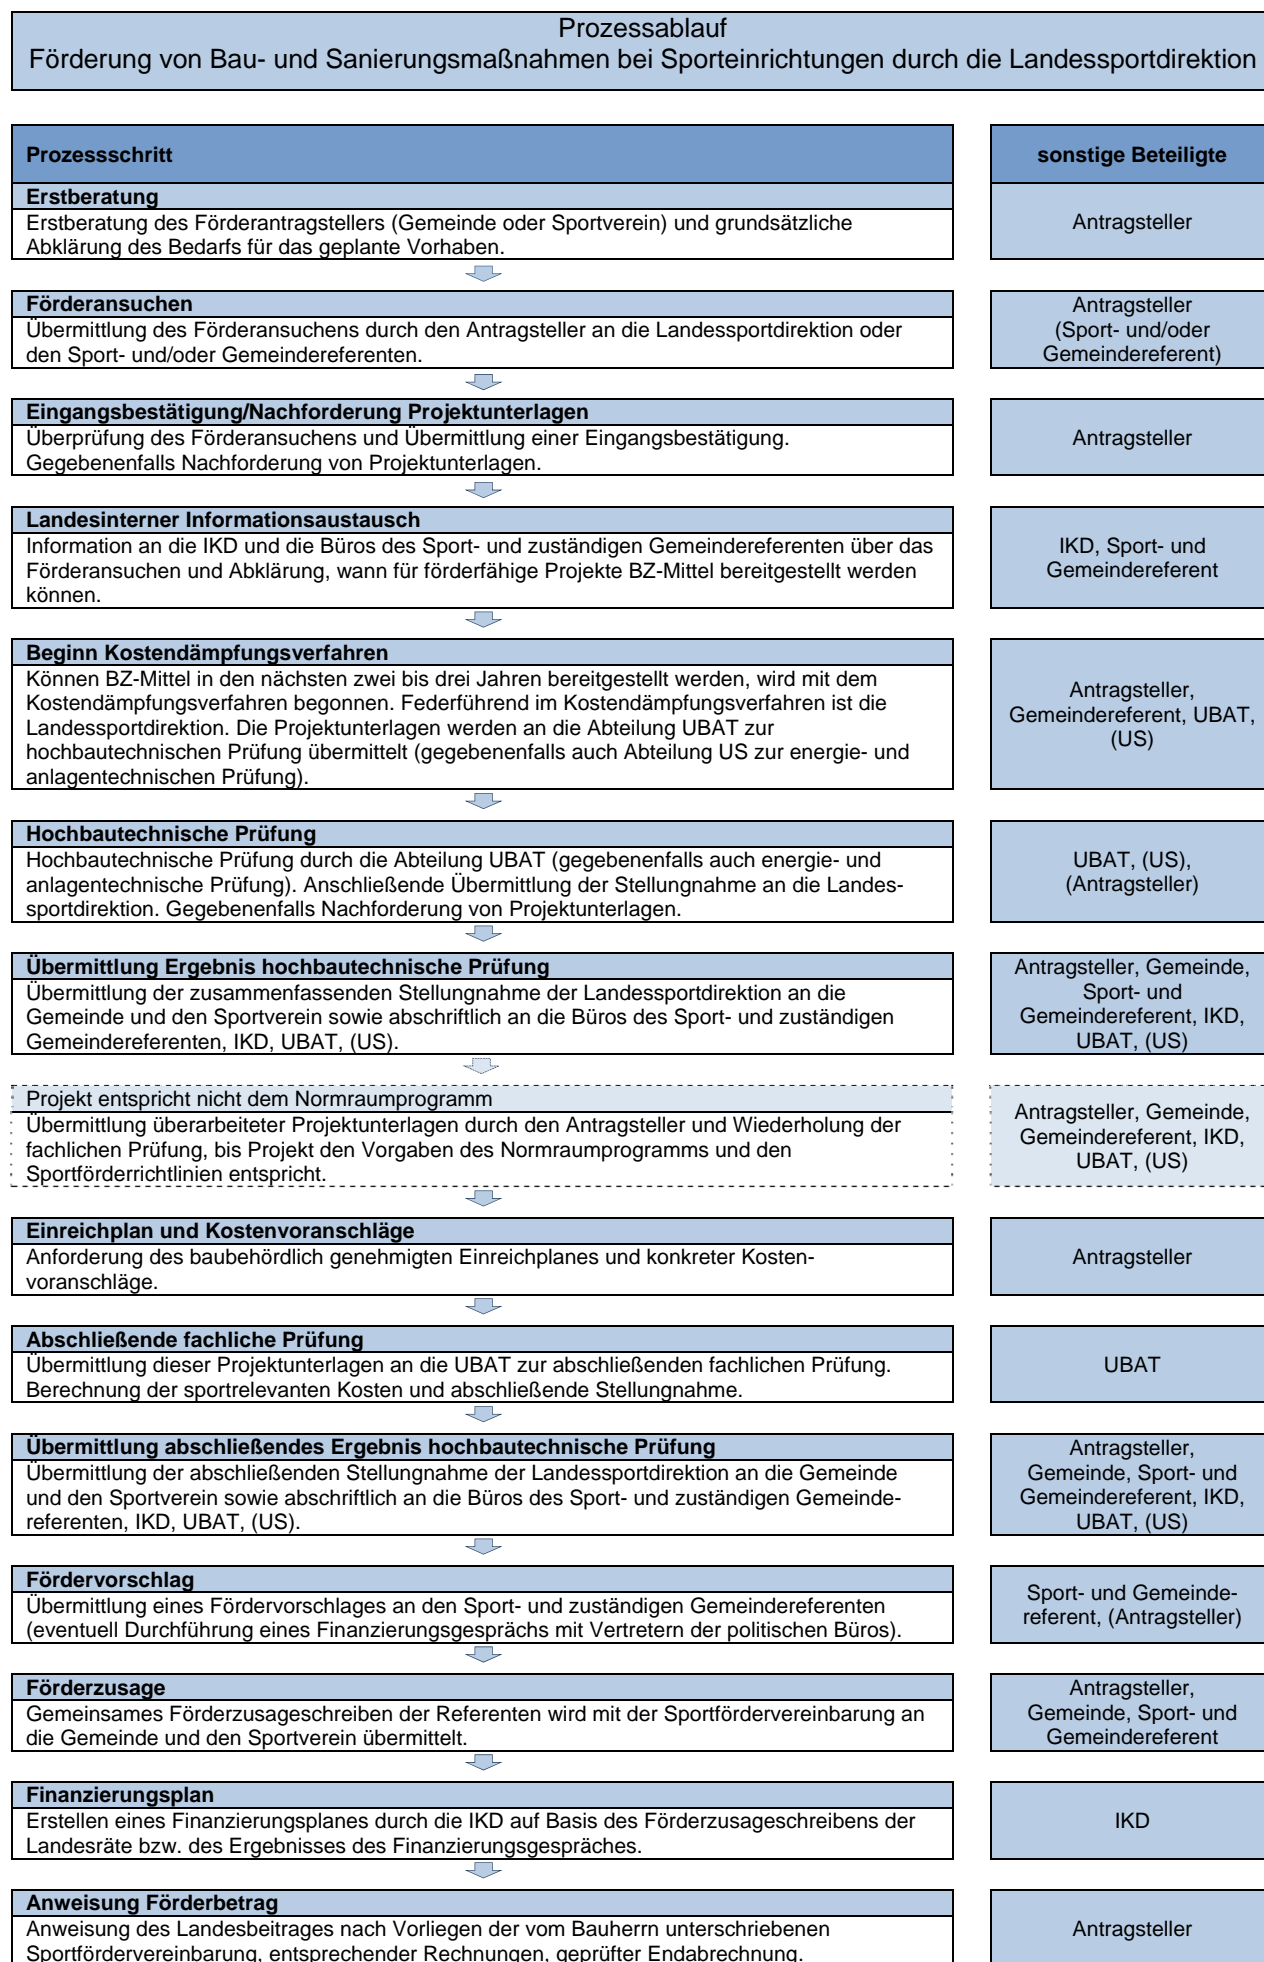 Prozessablauf
Förderung von Bau- und Sanierungsmaßnahmen bei Sporteinrichtungen durch die Landessportdirektion
Prozessschritt
sonstige Beteiligte
Erstberatung
Erstberatung des Förderantragstellers (Gemeinde oder Sportverein) und grundsätzliche
Abklärung des Bedarfs für das geplante Vorhaben.
Antragsteller
Förderansuchen
Übermittlung des Förderansuchens durch den Antragsteller an die Landessportdirektion oder
den Sport- und/oder Gemeindereferenten.
Antragsteller
(Sport- und/oder
Gemeindereferent)
Eingangsbestätigung/Nachforderung Projektunterlagen
Überprüfung des Förderansuchens und Übermittlung einer Eingangsbestätigung.
Gegebenenfalls Nachforderung von Projektunterlagen.
Antragsteller
Landesinterner Informationsaustausch
Information an die IKD und die Büros des Sport- und zuständigen Gemeindereferenten über das
Förderansuchen und Abklärung, wann für förderfähige Projekte BZ-Mittel bereitgestellt werden
können.
IKD, Sport- und
Gemeindereferent
Beginn Kostendämpfungsverfahren
Können BZ-Mittel in den nächsten zwei bis drei Jahren bereitgestellt werden, wird mit dem
Kostendämpfungsverfahren begonnen. Federführend im Kostendämpfungsverfahren ist die
Landessportdirektion. Die Projektunterlagen werden an die Abteilung UBAT zur
hochbautechnischen Prüfung übermittelt (gegebenenfalls auch Abteilung US zur energie- und
anlagentechnischen Prüfung).
Antragsteller,
Gemeindereferent, UBAT,
(US)
Hochbautechnische Prüfung
Hochbautechnische Prüfung durch die Abteilung UBAT (gegebenenfalls auch energie- und
anlagentechnische Prüfung). Anschließende Übermittlung der Stellungnahme an die Landes-
sportdirektion. Gegebenenfalls Nachforderung von Projektunterlagen.
UBAT, (US),
(Antragsteller)
Übermittlung Ergebnis hochbautechnische Prüfung
Übermittlung der zusammenfassenden Stellungnahme der Landessportdirektion an die
Gemeinde und den Sportverein sowie abschriftlich an die Büros des Sport- und zuständigen
Gemeindereferenten, IKD, UBAT, (US).
Antragsteller, Gemeinde,
Sport- und
Gemeindereferent, IKD,
UBAT, (US)
Projekt entspricht nicht dem Normraumprogramm
Übermittlung überarbeiteter Projektunterlagen durch den Antragsteller und Wiederholung der
fachlichen Prüfung, bis Projekt den Vorgaben des Normraumprogramms und den
Sportförderrichtlinien entspricht.
Antragsteller, Gemeinde,
Gemeindereferent, IKD,
UBAT, (US)
Einreichplan und Kostenvoranschläge
Anforderung des baubehördlich genehmigten Einreichplanes und konkreter Kosten-
voranschläge.
Antragsteller
Abschließende fachliche Prüfung
Übermittlung dieser Projektunterlagen an die UBAT zur abschließenden fachlichen Prüfung.
Berechnung der sportrelevanten Kosten und abschließende Stellungnahme.
UBAT
Übermittlung abschließendes Ergebnis hochbautechnische Prüfung
Übermittlung der abschließenden Stellungnahme der Landessportdirektion an die Gemeinde
und den Sportverein sowie abschriftlich an die Büros des Sport- und zuständigen Gemeinde-
referenten, IKD, UBAT, (US).
Antragsteller,
Gemeinde, Sport- und
Gemeindereferent, IKD,
UBAT, (US)
Fördervorschlag
Übermittlung eines Fördervorschlages an den Sport- und zuständigen Gemeindereferenten
(eventuell Durchführung eines Finanzierungsgesprächs mit Vertretern der politischen Büros).
Sport- und Gemeinde-
referent, (Antragsteller)
Förderzusage
Gemeinsames Förderzusageschreiben der Referenten wird mit der Sportfördervereinbarung an
die Gemeinde und den Sportverein übermittelt.
Antragsteller,
Gemeinde, Sport- und
Gemeindereferent
Finanzierungsplan
Erstellen eines Finanzierungsplanes durch die IKD auf Basis des Förderzusageschreibens der
Landesräte bzw. des Ergebnisses des Finanzierungsgespräches.
IKD
Anweisung Förderbetrag
Anweisung des Landesbeitrages nach Vorliegen der vom Bauherrn unterschriebenen
Sportfördervereinbarung, entsprechender Rechnungen, geprüfter Endabrechnung.
Antragsteller